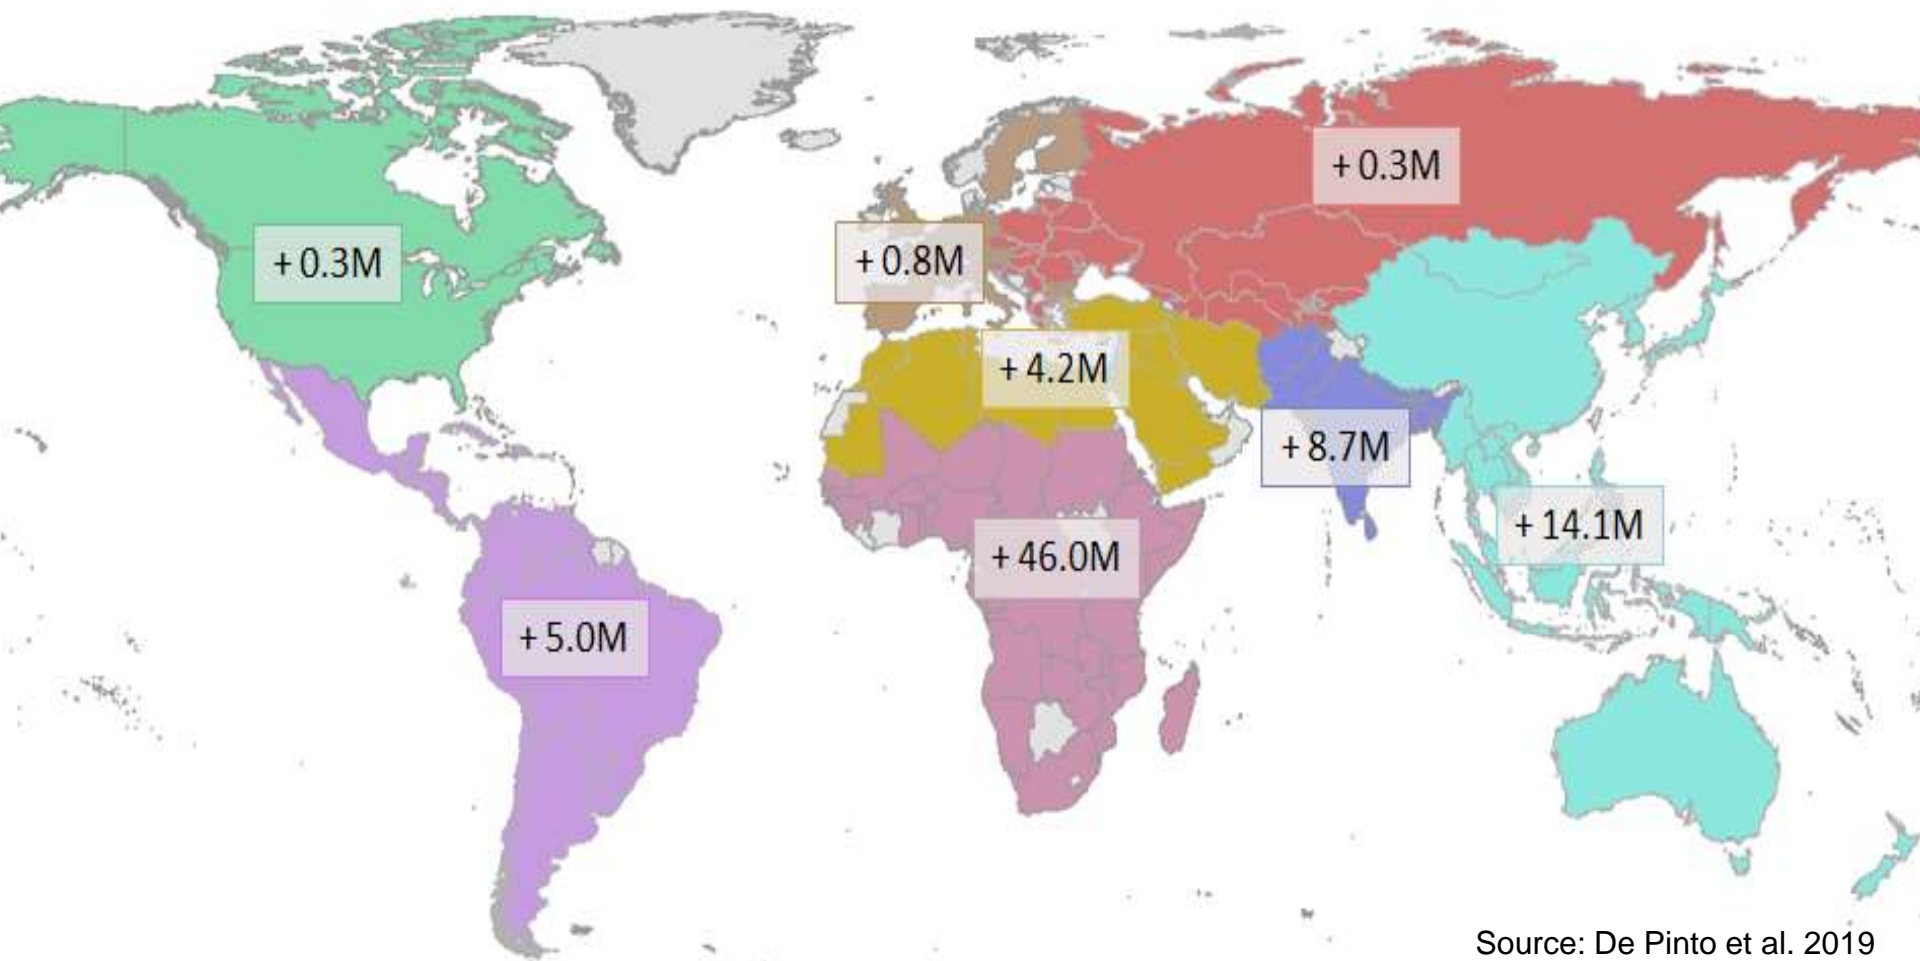 + 0.3M
+ 0.3M
+ 0.8M
+ 4.2M
+ 8.7M
+ 14.1M
+ 46.0M
+ 5.0M
Source: De Pinto et al. 2019